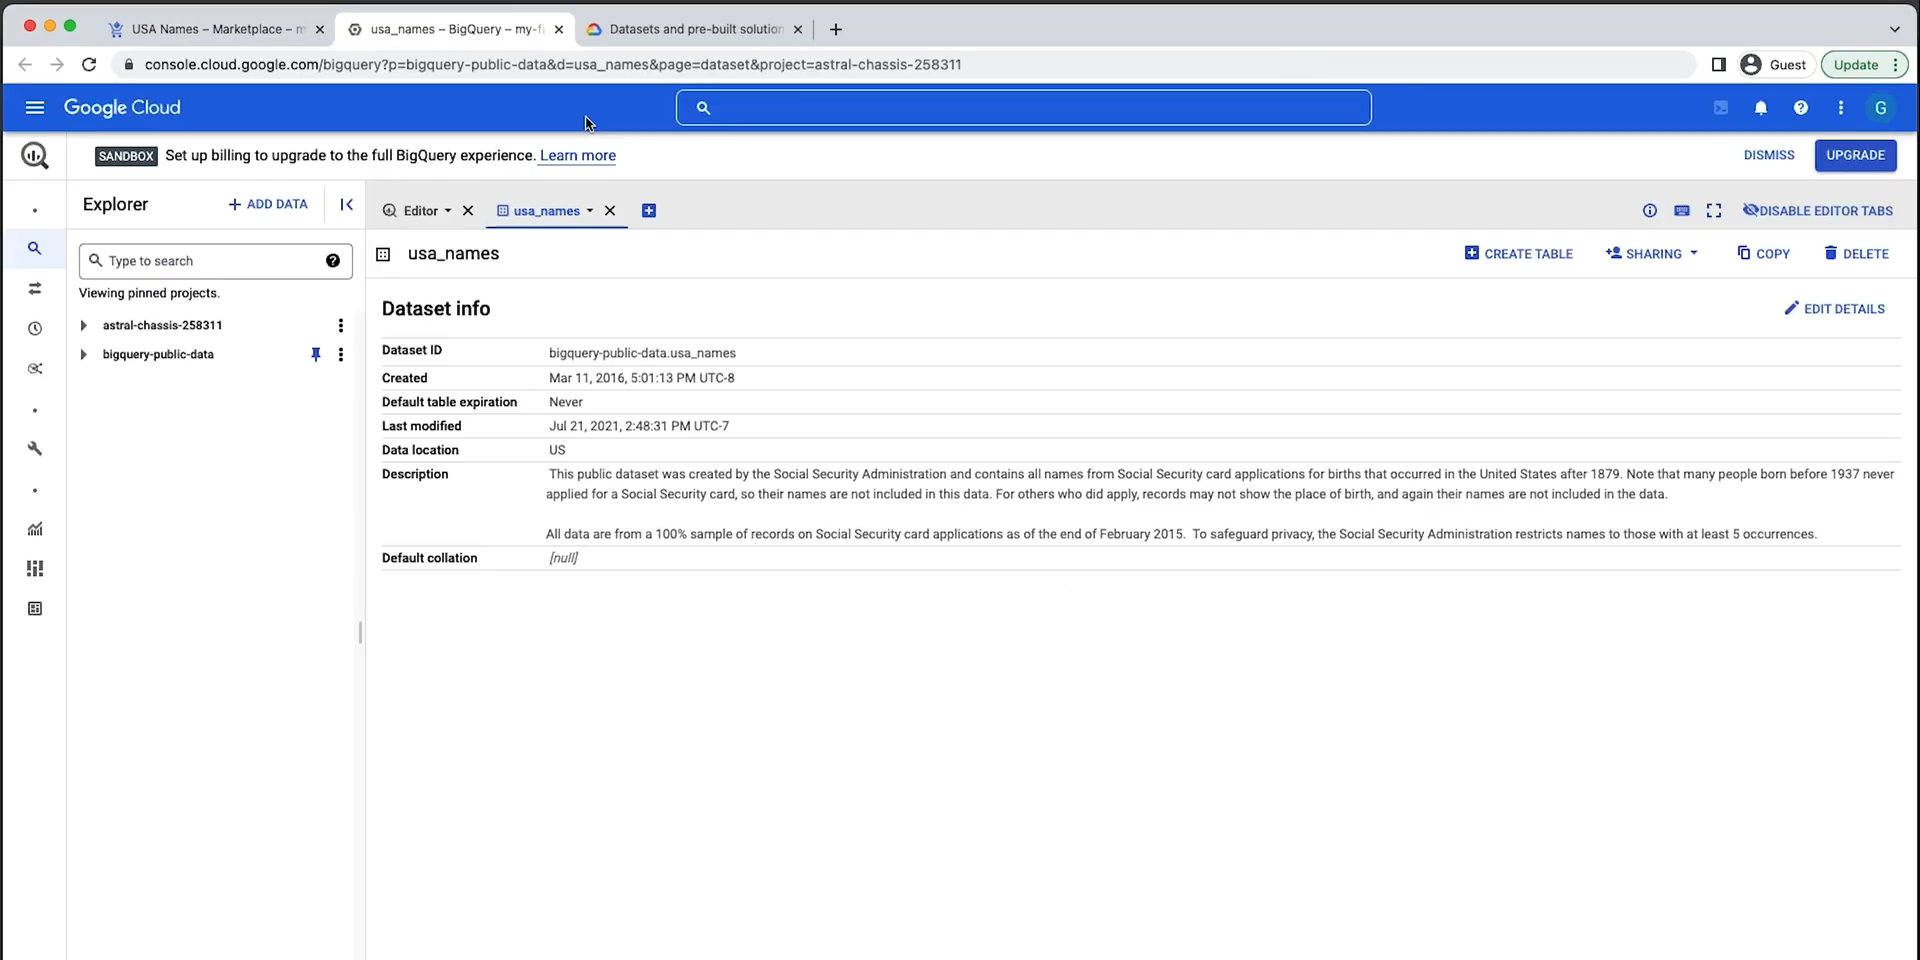 USA Names – Marketplace – m
usa_names – BigQuery – my-fi
Datasets and pre-built solution
console.cloud.google.com/bigquery?p=bigquery-public-data&d=usa_names&page=dataset&project=astral-chassis-258311
Guest
Update
Google Cloud
G
SANDBOX Set up billing to upgrade to the full BigQuery experience. Learn more
DISMISS
UPGRADE
Explorer
+ ADD DATA
Editor
usa_names
DISABLE EDITOR TABS
Type to search
Viewing pinned projects.
astral-chassis-258311
bigquery-public-data
usa_names
CREATE TABLE
SHARING
COPY
DELETE
Dataset info
EDIT DETAILS
Dataset ID bigquery-public-data.usa_names
Created Mar 11, 2016, 5:01:13 PM UTC-8
Default table expiration Never
Last modified Jul 21, 2021, 2:48:31 PM UTC-7
Data location US
Description This public dataset was created by the Social Security Administration and contains all names from Social Security card applications for births that occurred in the United States after 1879. Note that many people born before 1937 never
applied for a Social Security card, so their names are not included in this data. For others who did apply, records may not show the place of birth, and again their names are not included in the data.
All data are from a 100% sample of records on Social Security card applications as of the end of February 2015. To safeguard privacy, the Social Security Administration restricts names to those with at least 5 occurrences.
Default collation [null]